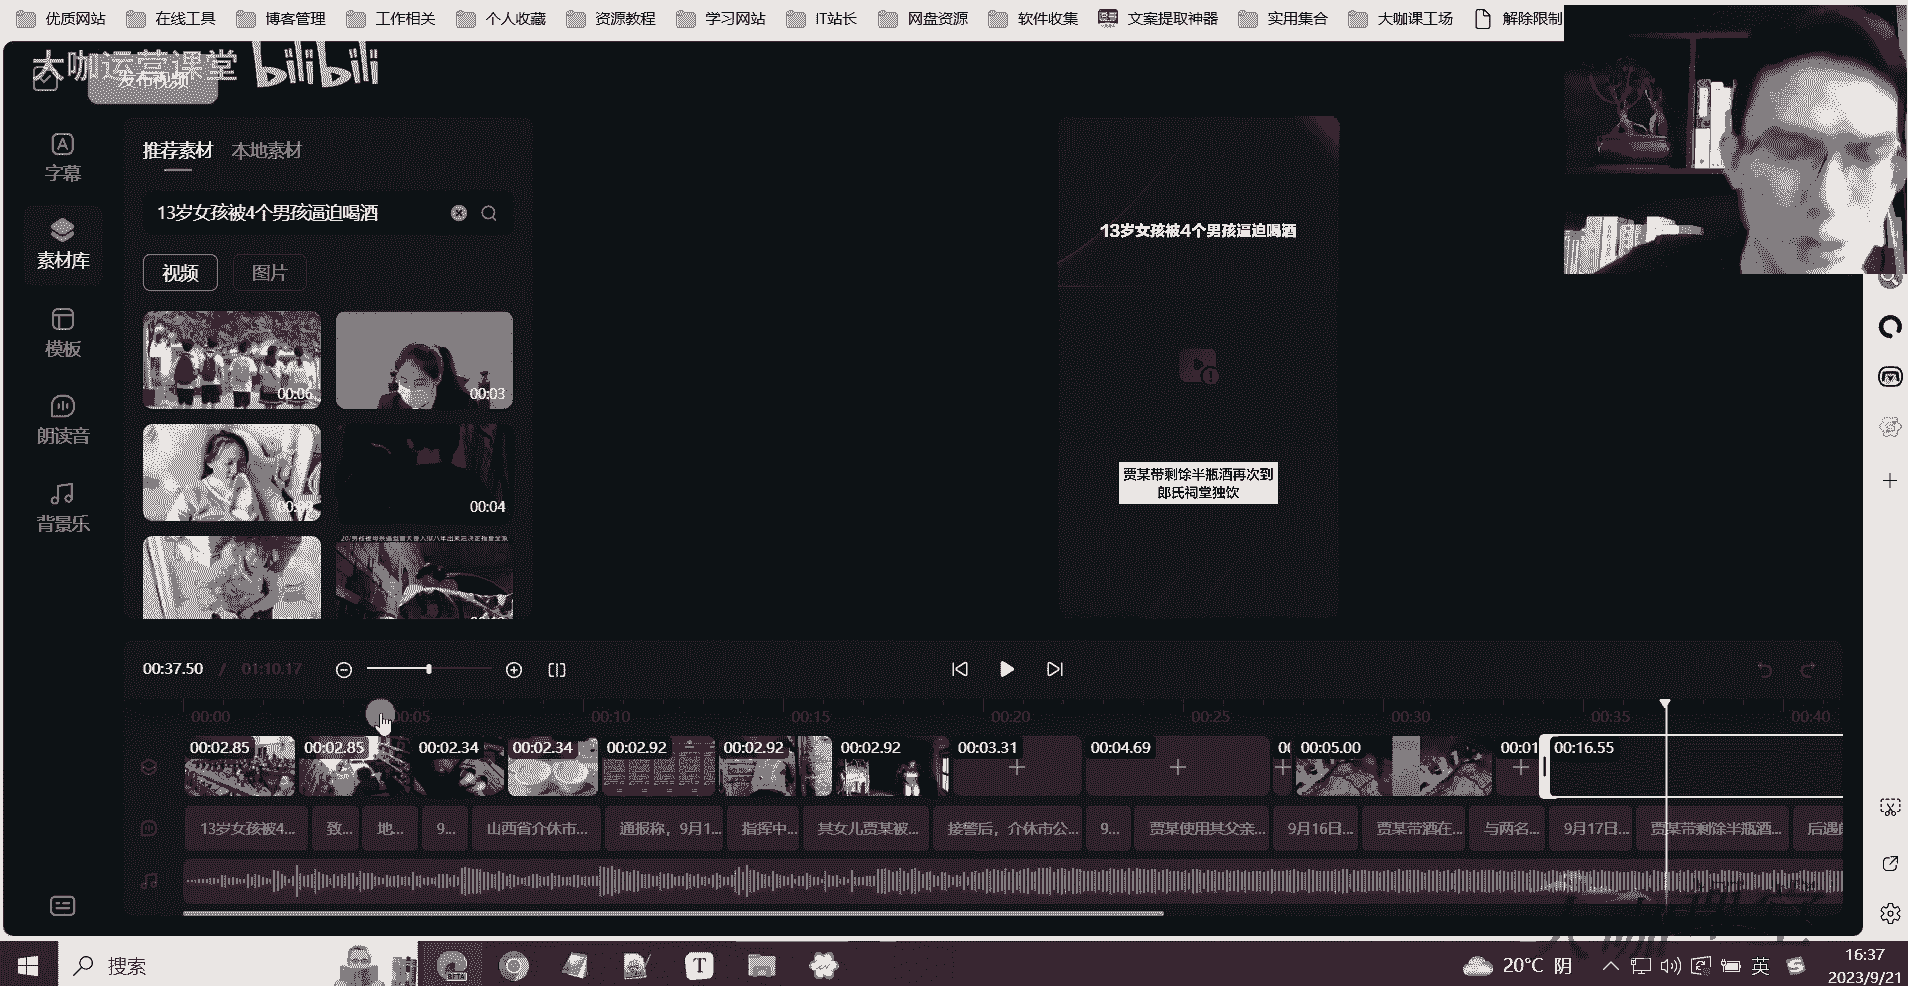 优质网站
在线工具
博客管理
工作相关
个人收藏
资源教程
学习网站
IT站长
网盘资源
软件收集
文案提取神器
实用集合
大咖课工场
解除限制
大咖运营课堂 bilibili
发布视频
字幕
素材库
模板
朗读音
背景乐
推荐素材 本地素材
13岁女孩被4个男孩逼迫喝酒
视频 图片
00:06
00:03
00:04
13岁女孩被4个男孩逼迫喝酒
贾某带剩馀半瓶酒再次到
郎氏祠堂独饮
00:37.50 / 01:10.17
00:00 00:05 00:10 00:15 00:20 00:25 00:30 00:35 00:40
00:02.85 00:02.85 00:02.34 00:02.34 00:02.92 00:02.92 00:02.92 00:03.31 00:04.69 00:05.00 00:01 00:16.55
13岁女孩被4... 致... 地... 9... 山西省介休市... 通报称，9月1... 指挥中... 其女儿贾某被... 接警后，介休市公... 9... 贾某使用其父亲... 9月16日... 贾某带酒在... 与两名... 9月17日... 贾某带剩馀半瓶酒...
搜索
BETA
T
20°C 阴
英
16:37
2023/9/21